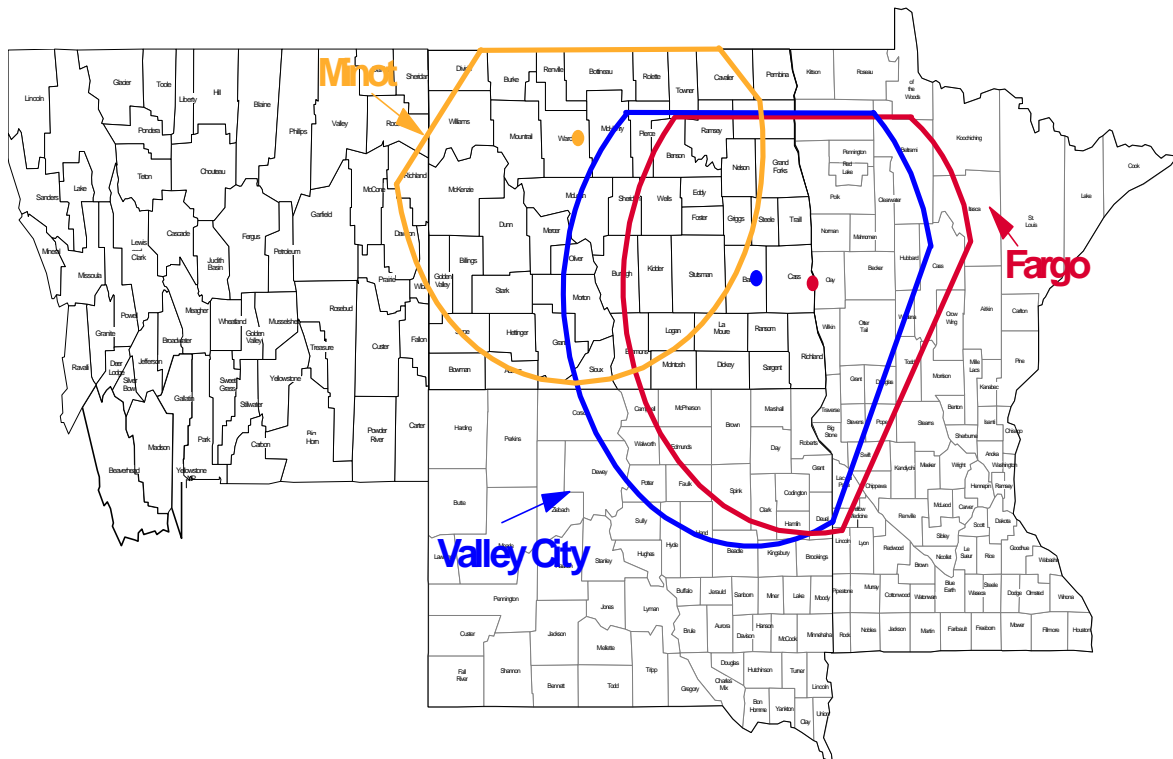 Glacier
Toole
Liberty
Hill
Blaine
Lincoln
Pondera
Teton
Chouteau
Phillips
Valley
Sheridan
Richland
McCone
Garfield
Sanders
Lake
Mineral
Missoula
Lewis
Clark
Cascade
Judith
Basin
Fergus
Petroleum
Prairie
Powel
Granite
Ravalli
Deer
Lodge
Silver
Bow
Jefferson
Broadwater
Meagher
Wheatland
Golden
Valley
Musselshell
Rosebud
Treasure
Custer
Fallon
Sweet
Grass
Stillwater
Yellowstone
Gallatin
Park
Carbon
Big
Horn
Powder
River
Carter
Madison
Beaverhead
Yellowstone
Minot
Divide
Burke
Renville
Bottineau
Rolette
Towner
Cavalier
Pembina
Williams
Mountrail
Ward
McHenry
Pierce
Ramsey
Benson
Nelson
Grand
Forks
McKenzie
McLean
Sheridan
Wells
Eddy
Foster
Griggs
Steele
Traill
Dunn
Mercer
Oliver
Billings
Golden
Valley
Stark
Morton
Burleigh
Kidder
Stutsman
Cass
Hettinger
Grant
Sioux
Bowman
Emmons
Logan
La
Moure
Ransom
Richland
McIntosh
Dickey
Sargent
Kittson
Roseau
of
the
Woods
Koochiching
Beltrami
Pennington
Red
Lake
Polk
Clearwater
Itasca
St.
Louis
Lake
Cook
Fargo
Norman
Mahnomen
Clay
Becker
Hubbard
Cass
Aitkin
Carlton
Wilkin
Otter
Tail
Wadena
Crow
Wing
Todd
Mille
Lacs
Pine
Kanabec
Grant
Douglas
Morrison
Benton
Traverse
Big
Stone
Stevens
Pope
Stearns
Sherburne
Isanti
Chisago
Anoka
Washington
Swift
Kandiyohi
Meeker
Wright
Hennepin
Ramsey
Chippewa
Renville
McLeod
Carver
Scott
Dakota
Sibley
Lincoln
Lyon
Redwood
Nicollet
Le
Sueur
Rice
Goodhue
Brown
Pipestone
Murray
Cottonwood
Watonwan
Blue
Earth
Waseca
Steele
Dodge
Olmsted
Winona
Rock
Nobles
Jackson
Martin
Faribault
Freeborn
Mower
Fillmore
Houston
Harding
Perkins
Corson
Campbell
McPherson
Brown
Marshall
Walworth
Edmunds
Day
Roberts
Dewey
Potter
Faulk
Grant
Butte
Ziebach
Spink
Clark
Codington
Hamlin
Deuel
Sully
Hyde
Hand
Beadle
Kingsbury
Brookings
Valley City
Meade
Stanley
Hughes
Pennington
Buffalo
Jerauld
Sanborn
Miner
Lake
Moody
Jones
Lyman
Custer
Jackson
Brule
Aurora
Davison
Hanson
McCook
Minnehaha
Mellette
Fall
River
Shannon
Bennett
Todd
Tripp
Gregory
Charles
Mix
Douglas
Hutchinson
Turner
Lincoln
Bon
Homme
Yankton
Clay
Union